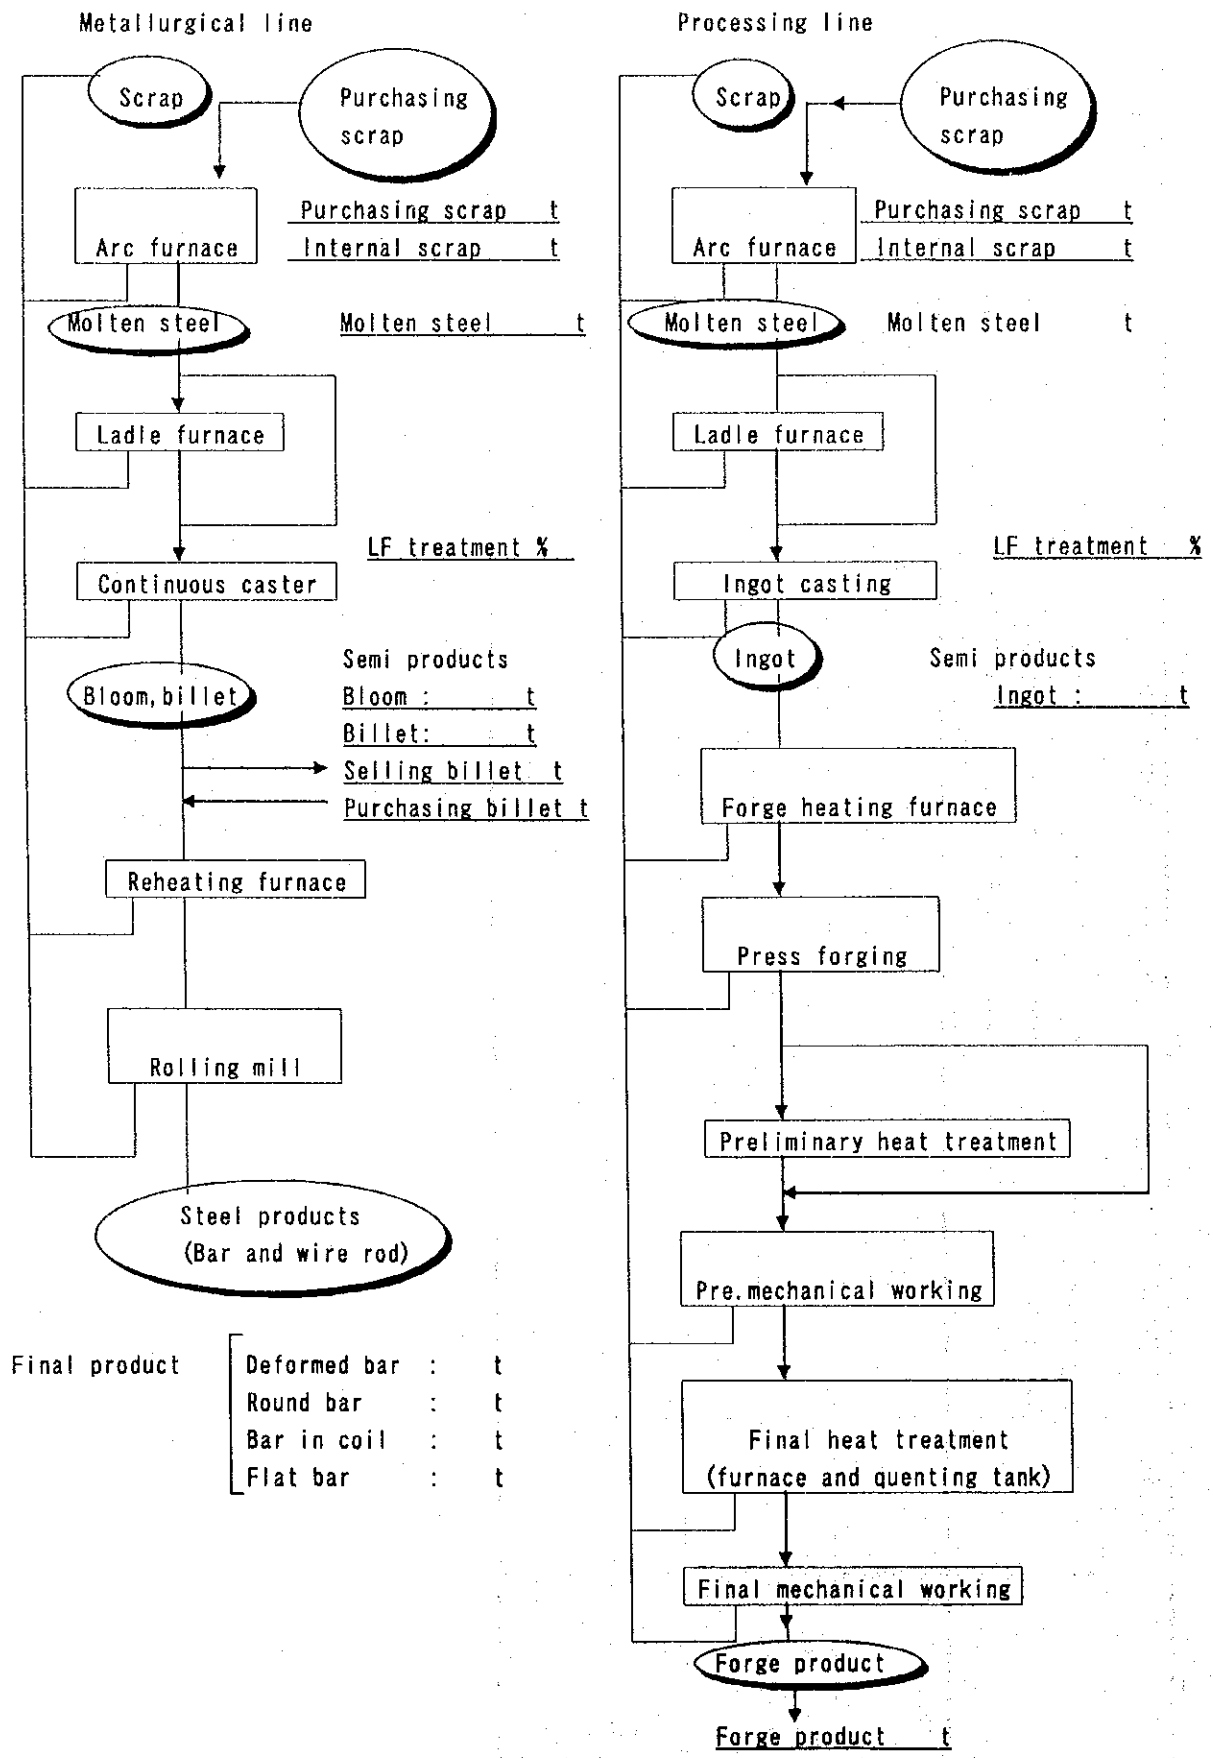 Metallurgical line
Scrap
Purchasing
scrap
Arc furnace
Purchasing scrap t
Internal scrap t
Molten steel
Molten steel t
Ladle furnace
LF treatment %
Continuous caster
Bloom, billet
Semi products
Bloom : t
Billet: t
Selling billet t
Purchasing billet t
Reheating furnace
Rolling mill
Steel products
(Bar and wire rod)
Final product
Deformed bar : t
Round bar : t
Bar in coil : t
Flat bar : t
Processing line
Scrap
Purchasing
scrap
Arc furnace
Purchasing scrap t
Internal scrap t
Molten steel
Molten steel t
Ladle furnace
LF treatment %
Ingot casting
Ingot
Semi products
Ingot : t
Forge heating furnace
Press forging
Preliminary heat treatment
Pre.mechanical working
Final heat treatment
(furnace and quenting tank)
Final mechanical working
Forge product
Forge product t